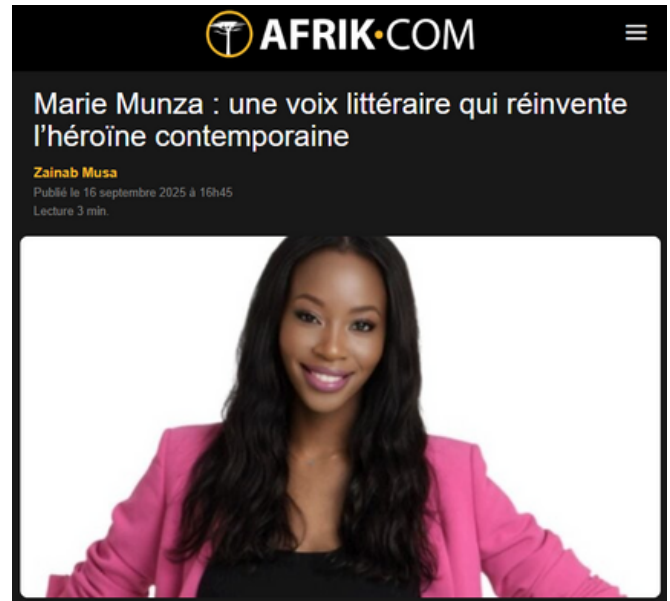 AFRIK•COM
Marie Munza : une voix littéraire qui réinvente
l'héroïne contemporaine
Zainab Musa
Publié le 16 septembre 2025 à 16h45
Lecture 3 min.